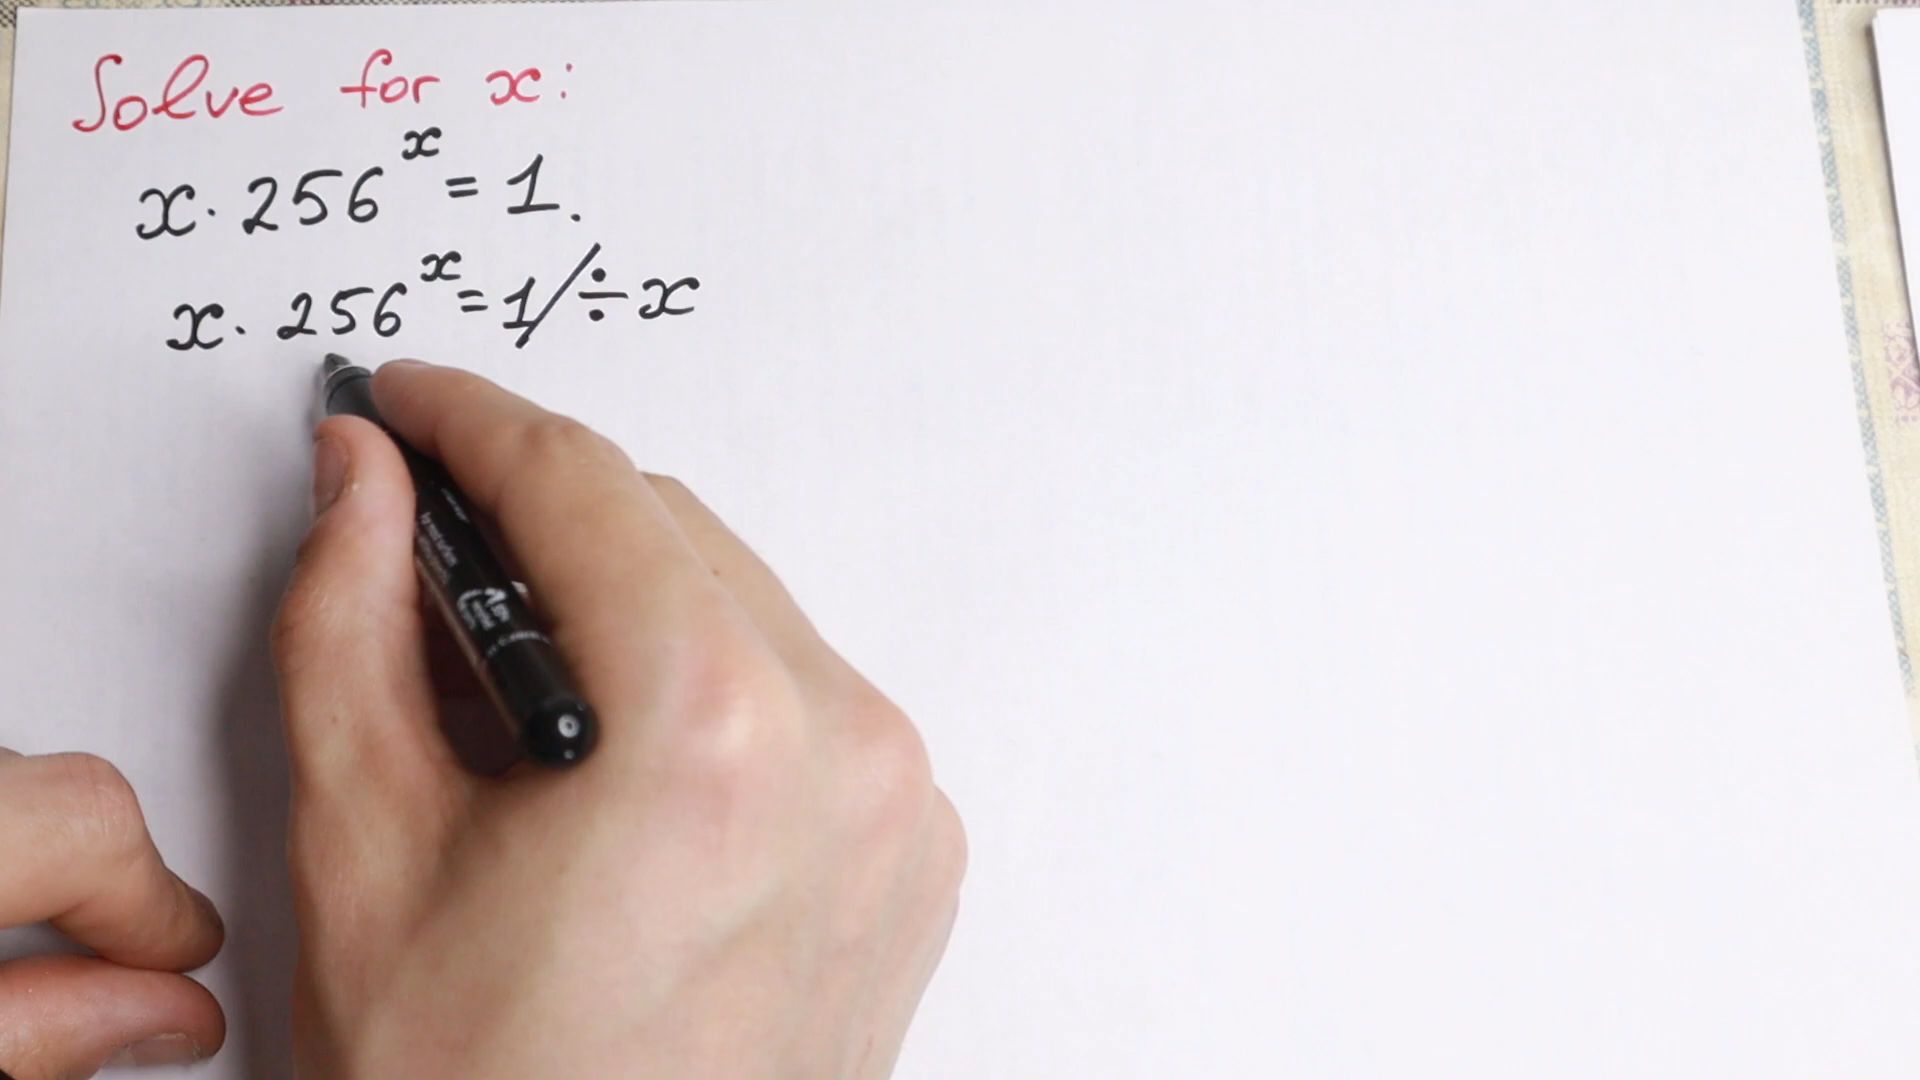 Solve for x:
x · 256^x = 1.
x · 256^x = 1 / ÷ x